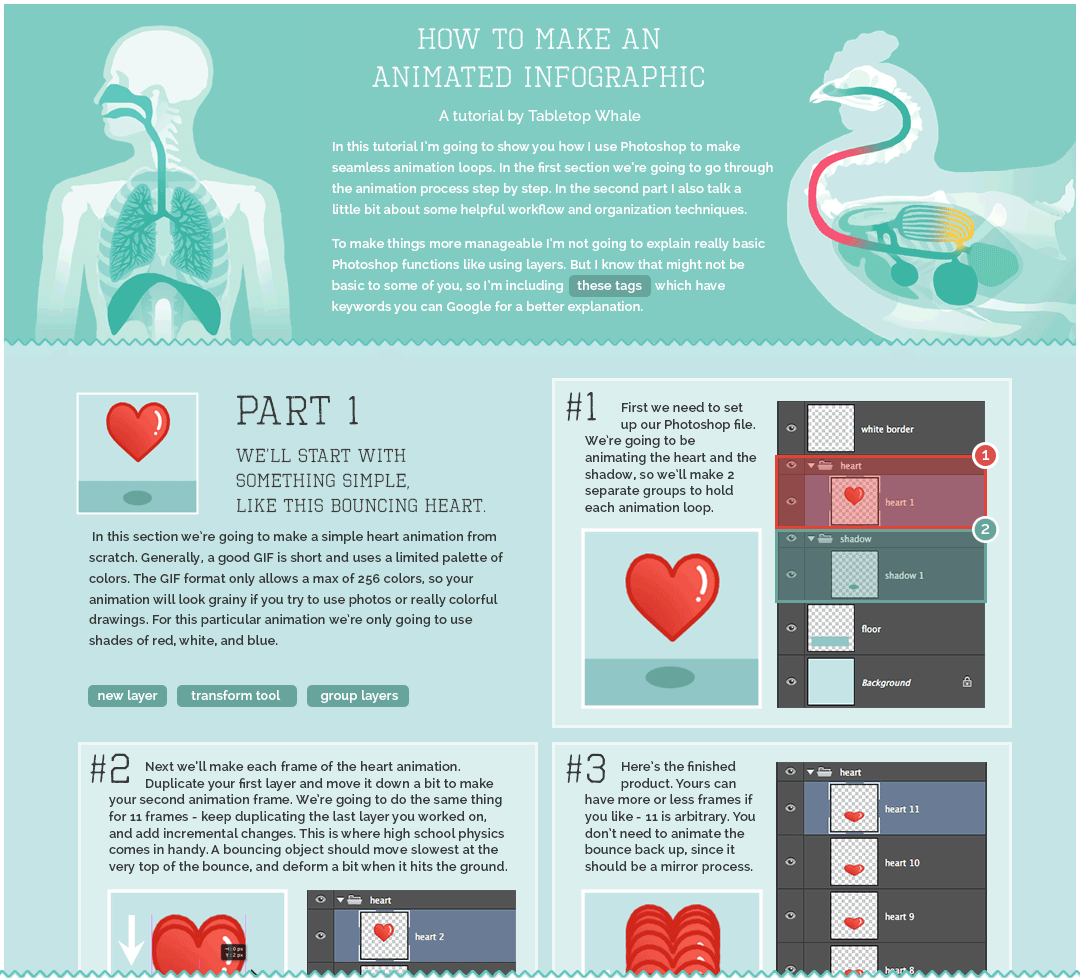 HOW TO MAKE AN
ANIMATED INFOGRAPHIC
A tutorial by Tabletop Whale
In this tutorial I'm going to show you how I use Photoshop to make
seamless animation loops. In the first section we're going to go through
the animation process step by step. In the second part I also talk a
little bit about some helpful workflow and organization techniques.
To make things more manageable I'm not going to explain really basic
Photoshop functions like using layers. But I know that might not be
basic to some of you, so I'm including these tags which have
keywords you can Google for a better explanation.
PART 1
WE'LL START WITH
SOMETHING SIMPLE,
LIKE THIS BOUNCING HEART.
In this section we're going to make a simple heart animation from
scratch. Generally, a good GIF is short and uses a limited palette of
colors. The GIF format only allows a max of 256 colors, so your
animation will look grainy if you try to use photos or really colorful
drawings. For this particular animation we're only going to use
shades of red, white, and blue.
new layer transform tool group layers
#1 First we need to set
up our Photoshop file.
We're going to be
animating the heart and the
shadow, so we'll make 2
separate groups to hold
each animation loop.
white border
1
heart
heart 1
2
shadow
shadow 1
floor
Background
#2 Next we'll make each frame of the heart animation.
Duplicate your first layer and move it down a bit to make
your second animation frame. We're going to do the same thing
for 11 frames - keep duplicating the last layer you worked on,
and add incremental changes. This is where high school physics
comes in handy. A bouncing object should move slowest at the
very top of the bounce, and deform a bit when it hits the ground.
heart
heart 2
#3 Here's the finished
product. Yours can
have more or less frames if
you like - 11 is arbitrary. You
don't need to animate the
bounce back up, since it
should be a mirror process.
heart
heart 11
heart 10
heart 9
heart 8